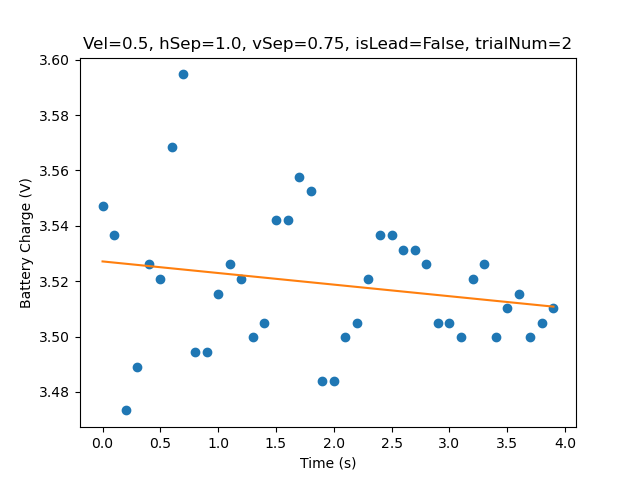 Vel=0.5, hSep=1.0, vSep=0.75, isLead=False, trialNum=2
Battery Charge (V)
3.60
3.58
3.56
3.54
3.52
3.50
3.48
0.0 0.5 1.0 1.5 2.0 2.5 3.0 3.5 4.0
Time (s)